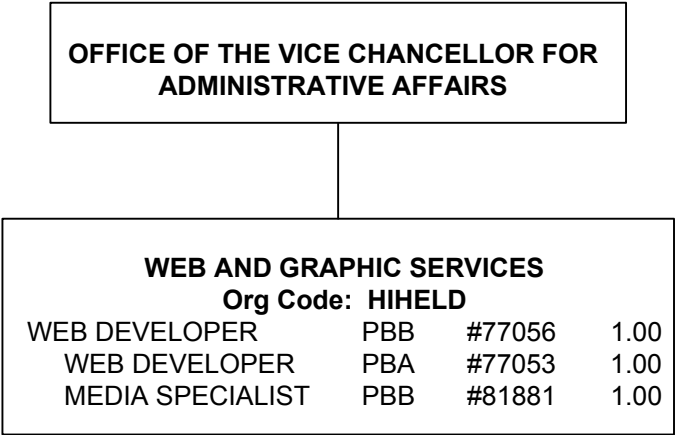 OFFICE OF THE VICE CHANCELLOR FOR
ADMINISTRATIVE AFFAIRS
WEB AND GRAPHIC SERVICES
Org Code: HIHELD
WEB DEVELOPER PBB #77056 1.00
WEB DEVELOPER PBA #77053 1.00
MEDIA SPECIALIST PBB #81881 1.00